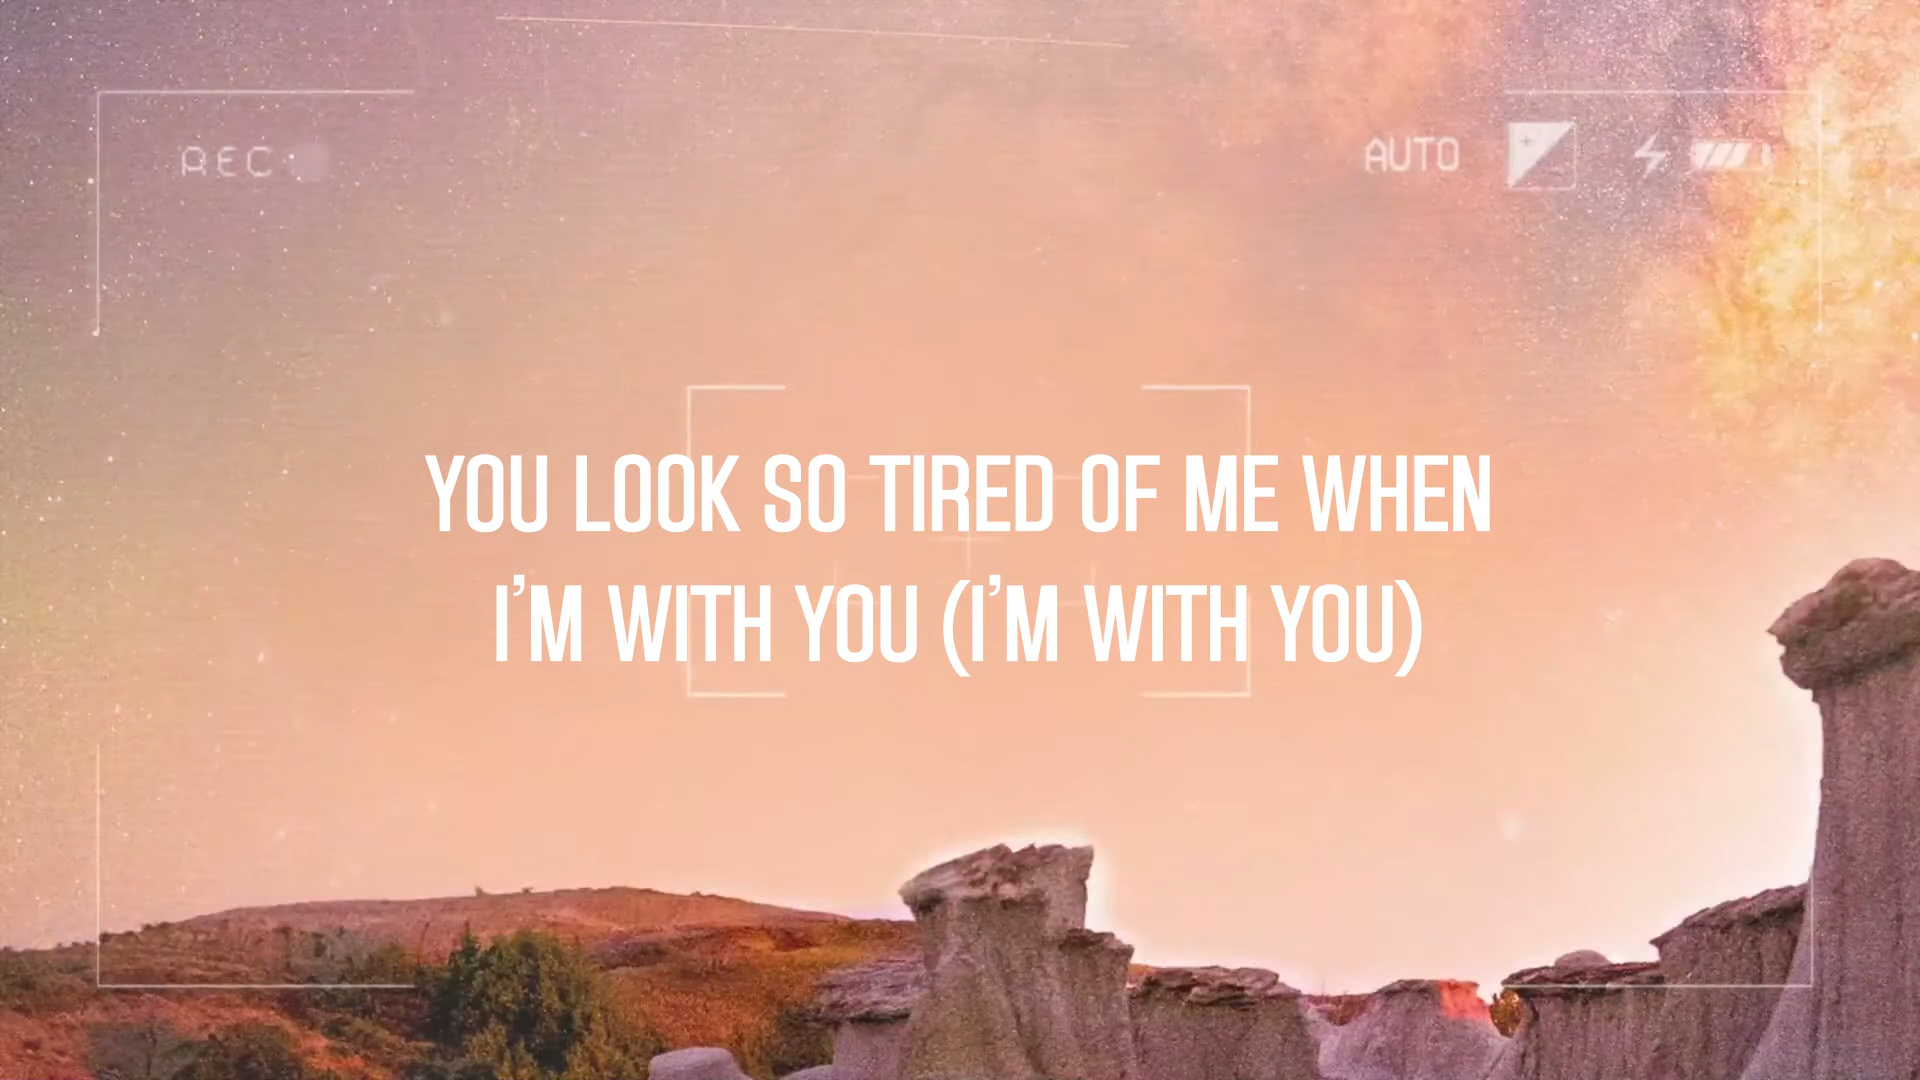 REC
AUTO
YOU LOOK SO TIRED OF ME WHEN
I'M WITH YOU (I'M WITH YOU)